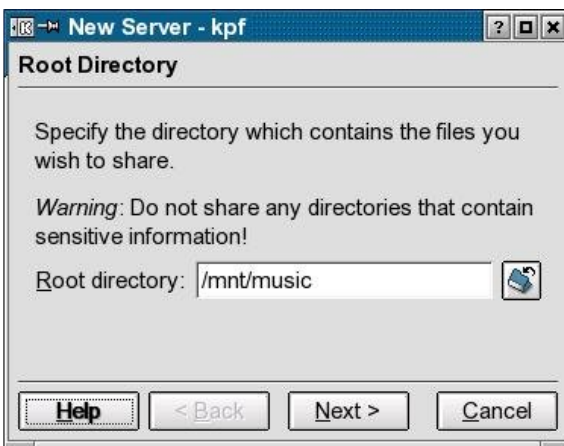 New Server - kpf
Root Directory
Specify the directory which contains the files you
wish to share.
Warning: Do not share any directories that contain
sensitive information!
Root directory: /mnt/music
Help < Back Next > Cancel